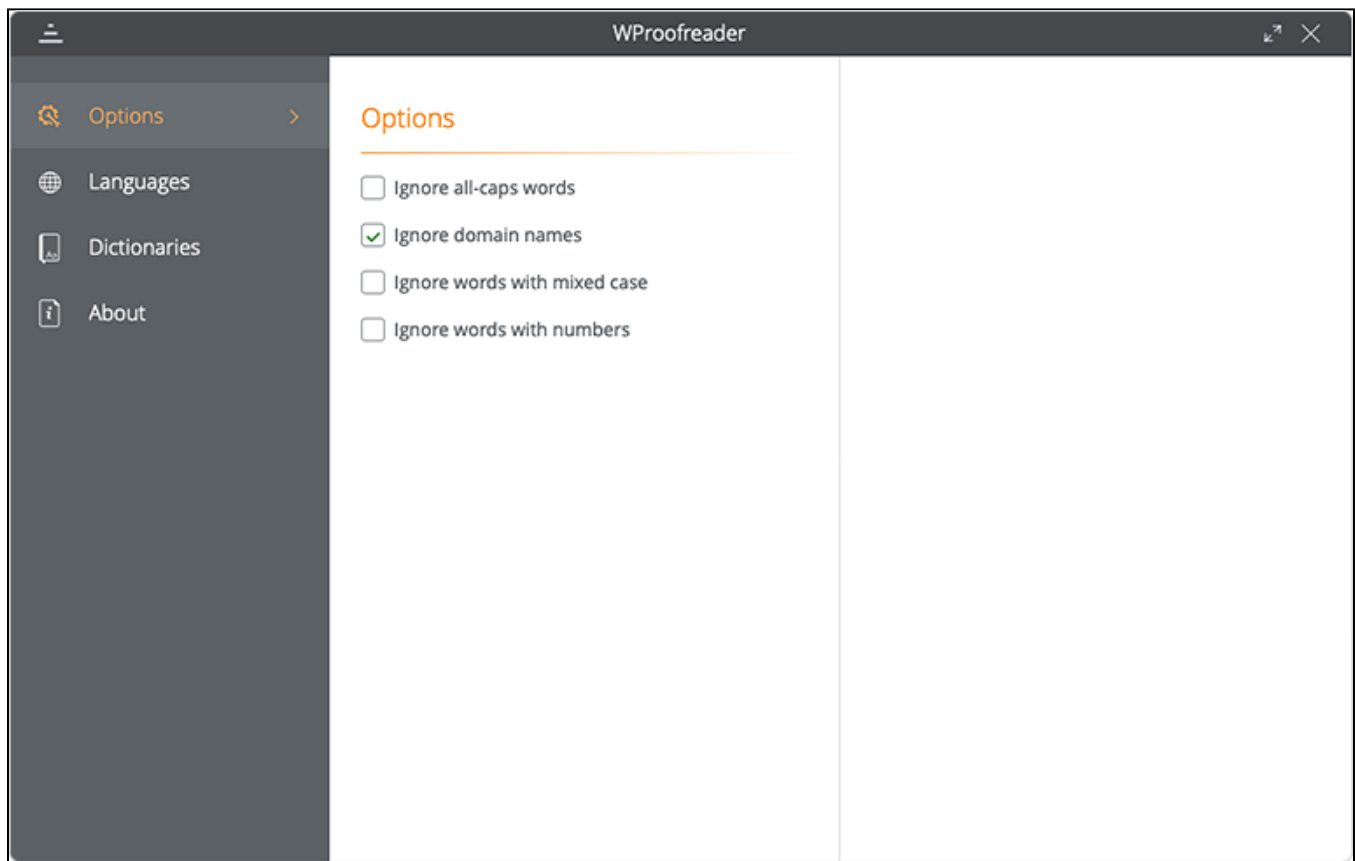 WProofreader
Options
Languages
Dictionaries
About
Options
Ignore all-caps words
Ignore domain names
Ignore words with mixed case
Ignore words with numbers